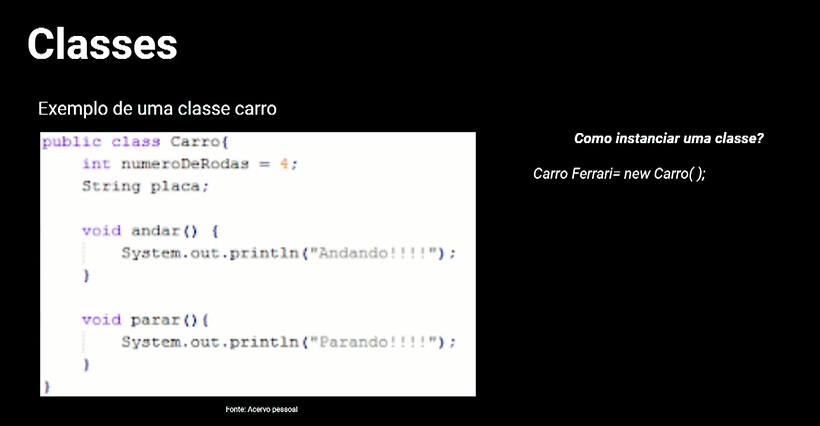 Classes
Exemplo de uma classe carro
public class Carro{
int numeroDeRodas = 4;
String placa;
void andar() {
System.out.println("Andando!!!!");
}
void parar(){
System.out.println("Parando!!!!");
}
}
Fonte: Acervo pessoal
Como instanciar uma classe?
Carro Ferrari= new Carro( );